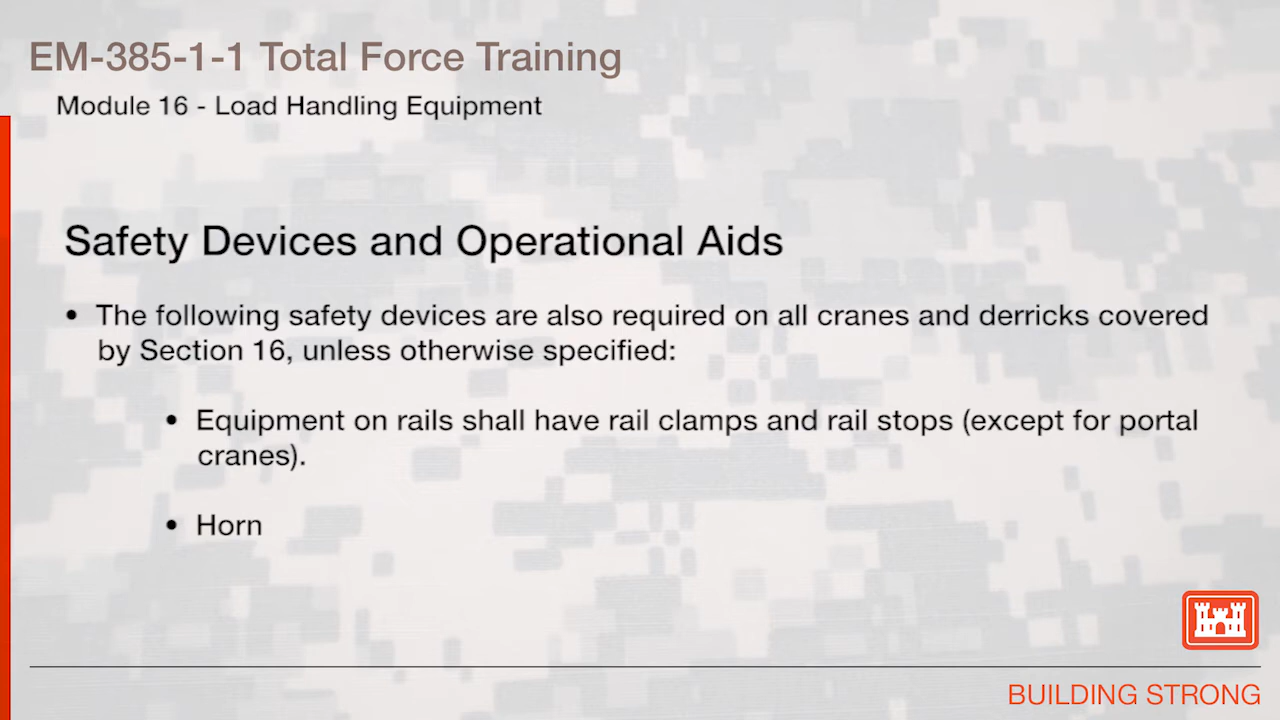 EM-385-1-1 Total Force Training
Module 16 - Load Handling Equipment
Safety Devices and Operational Aids
• The following safety devices are also required on all cranes and derricks covered
by Section 16, unless otherwise specified:
• Equipment on rails shall have rail clamps and rail stops (except for portal
cranes).
• Horn
BUILDING STRONG